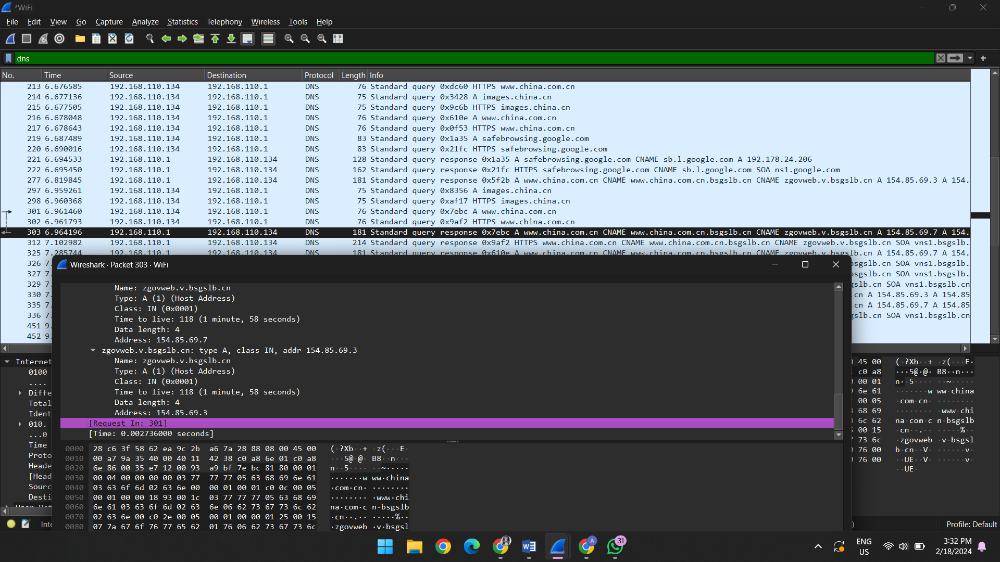 *WiFi
File Edit View Go Capture Analyze Statistics Telephony Wireless Tools Help
dns
No. Time Source Destination Protocol Length Info
213 6.676585 192.168.110.134 192.168.110.1 DNS 76 Standard query 0xdc60 HTTPS www.china.com.cn
214 6.677136 192.168.110.134 192.168.110.1 DNS 75 Standard query 0x3428 A images.china.cn
215 6.677505 192.168.110.134 192.168.110.1 DNS 75 Standard query 0x9c6b HTTPS images.china.cn
216 6.678048 192.168.110.134 192.168.110.1 DNS 76 Standard query 0x610e A www.china.com.cn
217 6.678643 192.168.110.134 192.168.110.1 DNS 76 Standard query 0x0f53 HTTPS www.china.com.cn
219 6.687489 192.168.110.134 192.168.110.1 DNS 83 Standard query 0x1a35 A safebrowsing.google.com
220 6.690016 192.168.110.134 192.168.110.1 DNS 83 Standard query 0x21fc HTTPS safebrowsing.google.com
221 6.694533 192.168.110.1 192.168.110.134 DNS 128 Standard query response 0x1a35 A safebrowsing.google.com CNAME sb.l.google.com A 192.178.24.206
222 6.695450 192.168.110.1 192.168.110.134 DNS 162 Standard query response 0x21fc HTTPS safebrowsing.google.com CNAME sb.l.google.com SOA ns1.google.com
277 6.819845 192.168.110.1 192.168.110.134 DNS 181 Standard query response 0x5f2b A www.china.com.cn CNAME www.china.com.cn.bsgslb.cn CNAME zgovweb.v.bsgslb.cn A 154.85.69.3 A 154.
297 6.959261 192.168.110.134 192.168.110.1 DNS 75 Standard query 0x8356 A images.china.cn
298 6.960368 192.168.110.134 192.168.110.1 DNS 75 Standard query 0xaf17 HTTPS images.china.cn
301 6.961460 192.168.110.134 192.168.110.1 DNS 76 Standard query 0x7ebc A www.china.com.cn
302 6.961793 192.168.110.134 192.168.110.1 DNS 76 Standard query 0x9af2 HTTPS www.china.com.cn
303 6.964196 192.168.110.1 192.168.110.134 DNS 181 Standard query response 0x7ebc A www.china.com.cn CNAME www.china.com.cn.bsgslb.cn CNAME zgovweb.v.bsgslb.cn A 154.85.69.7 A 154.
312 7.102982 192.168.110.1 192.168.110.134 DNS 214 Standard query response 0x9af2 HTTPS www.china.com.cn CNAME www.china.com.cn.bsgslb.cn CNAME zgovweb.v.bsgslb.cn SOA vns1.bsgslb.
325 7.285744 192.168.110.1 192.168.110.134 DNS 181 Standard query response 0x610e A www.china.com.cn CNAME www.china.com.cn.bsgslb.cn CNAME zgovweb.v.bsgslb.cn A 154.85.69.7 A 154.
326 7. bsgslb.cn SOA vns1.bsgslb.
327 7. bsgslb.cn SOA vns1.bsgslb.
329 7. gslb.cn SOA vns1.bsgslb.cn
330 7. .cn A 154.85.69.3 A 154.85
335 7. .cn A 154.85.69.7 A 154.85
336 7. gslb.cn SOA vns1.bsgslb.cn
451 9.
452 9.
Wireshark · Packet 303 · WiFi
Name: zgovweb.v.bsgslb.cn
Type: A (1) (Host Address)
Class: IN (0x0001)
Time to live: 118 (1 minute, 58 seconds)
Data length: 4
Address: 154.85.69.7
zgovweb.v.bsgslb.cn: type A, class IN, addr 154.85.69.3
Name: zgovweb.v.bsgslb.cn
Type: A (1) (Host Address)
Class: IN (0x0001)
Time to live: 118 (1 minute, 58 seconds)
Data length: 4
Address: 154.85.69.3
[Request In: 301]
[Time: 0.002736000 seconds]
0000 28 c6 3f 58 62 ea 9c 2b a6 7a 28 88 08 00 45 00 (·?Xb··+ ·z(···E·
0010 00 a7 9a 35 40 00 40 11 42 38 c0 a8 6e 01 c0 a8 ···5@·@· B8··n···
0020 6e 86 00 35 e7 12 00 93 a9 bf 7e bc 81 80 00 01 n··5···· ··~·····
0030 00 04 00 00 00 00 03 77 77 77 05 63 68 69 6e 61 ·······w ww·china
0040 03 63 6f 6d 02 63 6e 00 00 01 00 01 c0 0c 00 05 ·com·cn· ········
0050 00 01 00 00 18 93 00 1c 03 77 77 77 05 63 68 69 ········ ·www·chi
0060 6e 61 03 63 6f 6d 02 63 6e 06 62 73 67 73 6c 62 na·com·c n·bsgslb
0070 02 63 6e 00 c0 2e 00 05 00 01 00 00 01 25 00 15 ·cn··.·· ·····%··
0080 07 7a 67 6f 76 77 65 62 01 76 06 62 73 67 73 6c ·zgovweb ·v·bsgsl
Internet
0100
....
Diffe
Total
Ident
010.
...0
Time
Proto
Heade
[Head
Sourc
Desti
45 00 (·?Xb··+ ·z(···E·
c0 a8 ···5@·@· B8··n···
00 01 n··5···· ··~·····
6e 61 ·······w ww·china
00 05 ·com·cn· ········
68 69 ········ ·www·chi
6c 62 na·com·c n·bsgslb
00 15 ·cn··.·· ·····%··
73 6c ·zgovweb ·v·bsgsl
76 00 b·cn··V· ·····v·
76 00 ··UE··V· ·····v·
··UE·
Inte
Profile: Default
A
31
ENG
US
3:32 PM
2/18/2024